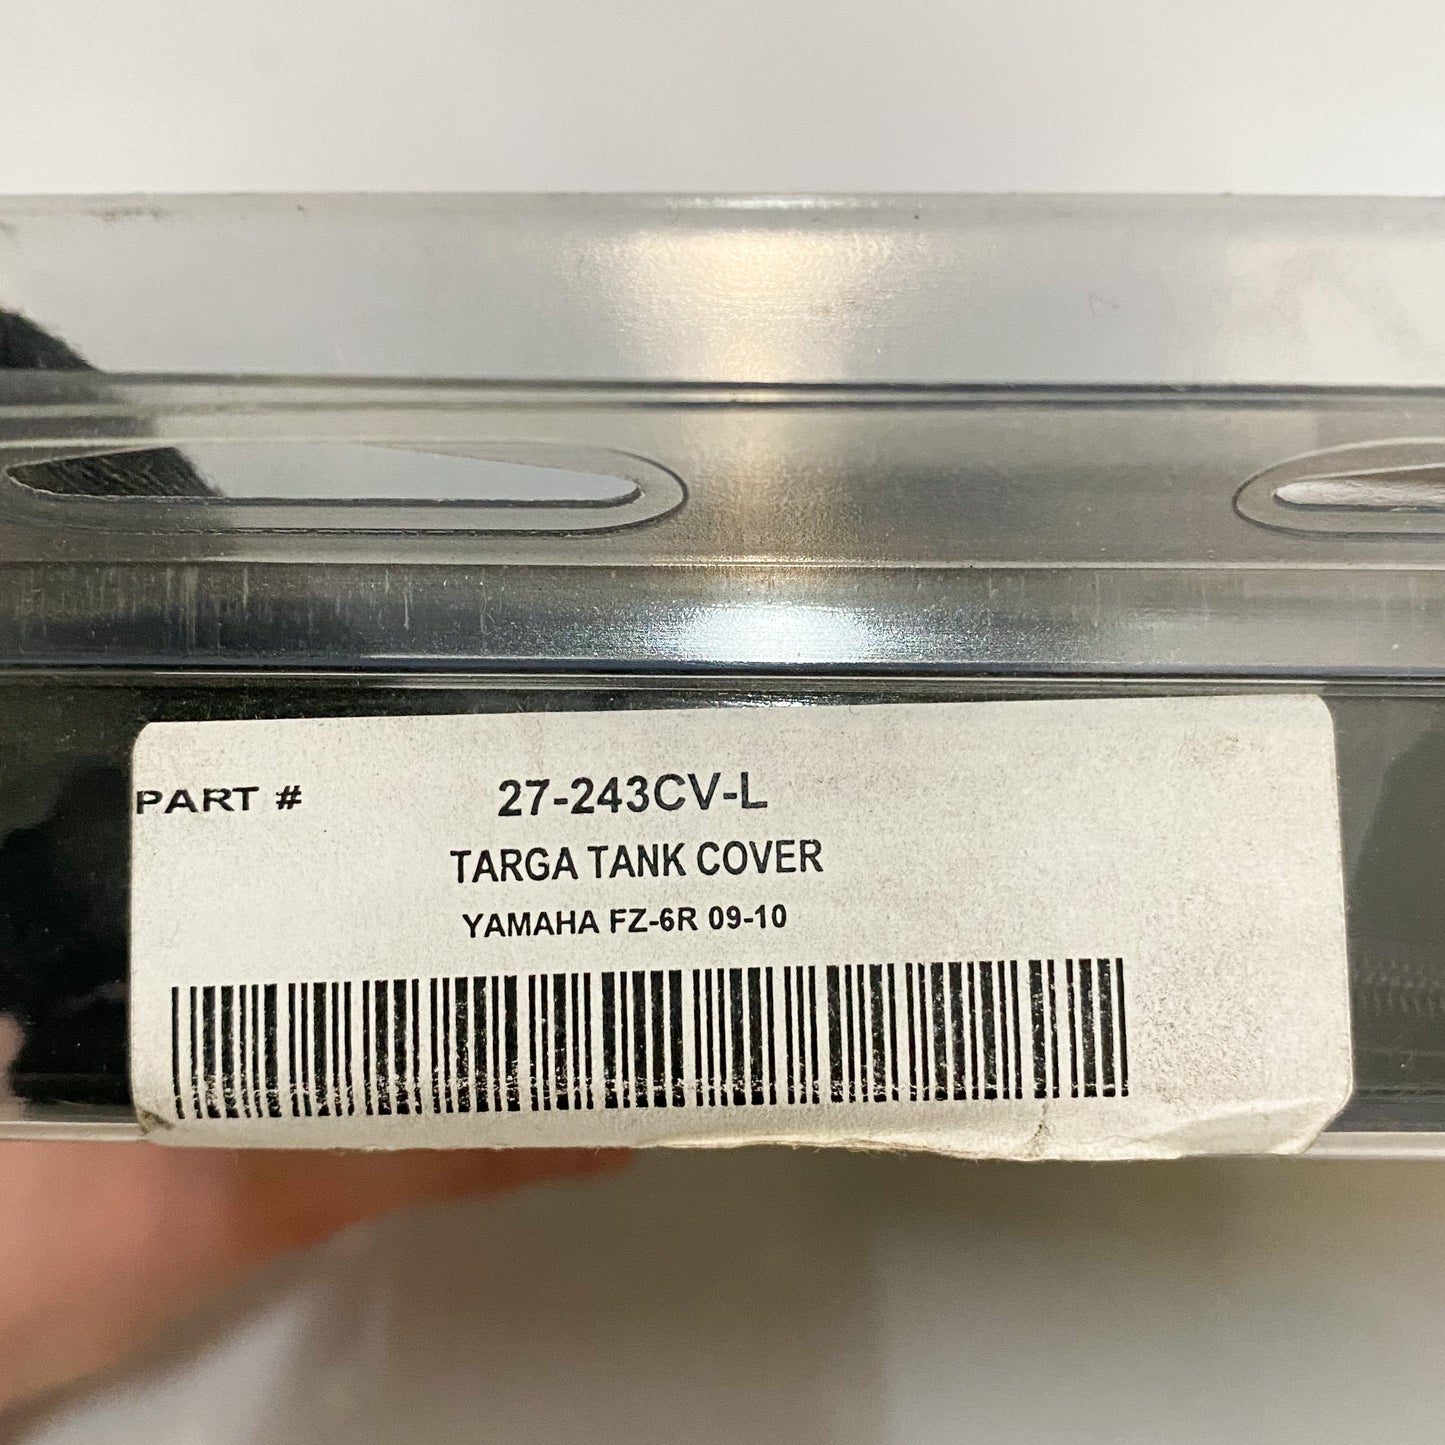 PART # 27-243CV-L
TARGA TANK COVER
YAMAHA FZ-6R 09-10